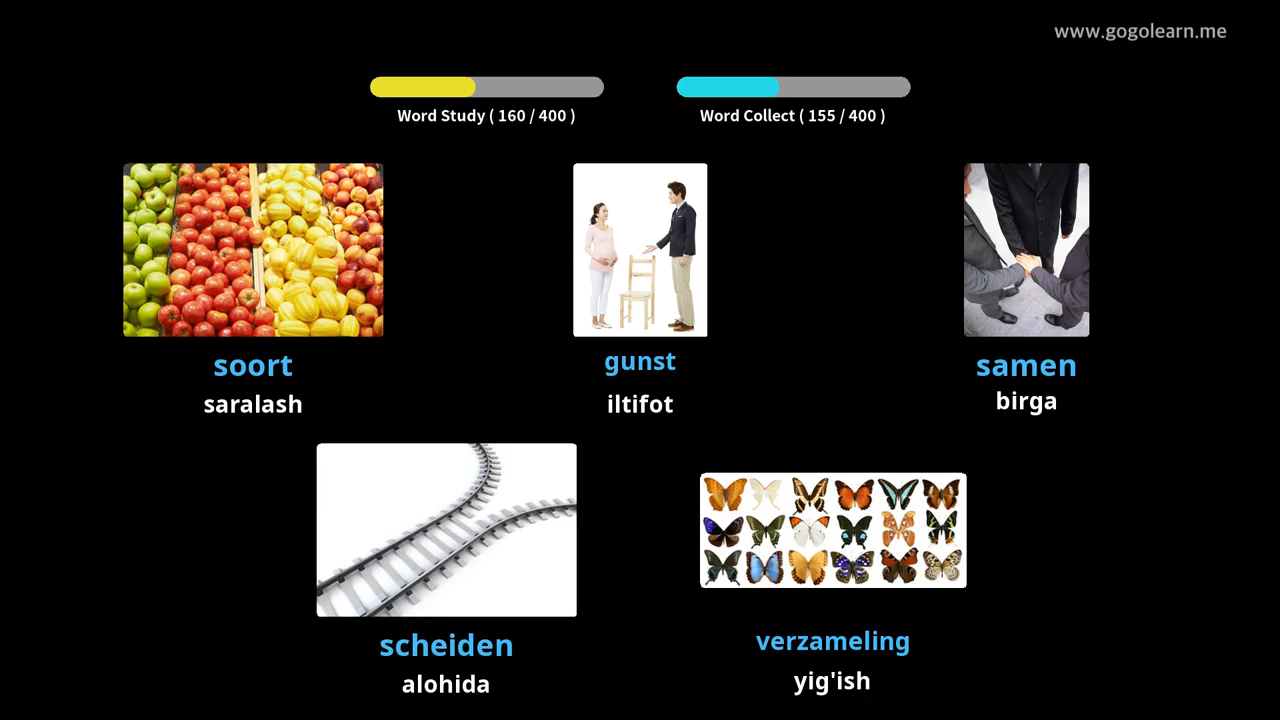 www.gogolearn.me
Word Study ( 160 / 400 )
Word Collect ( 155 / 400 )
soort
saralash
gunst
iltifot
samen
birga
scheiden
alohida
verzameling
yig'ish